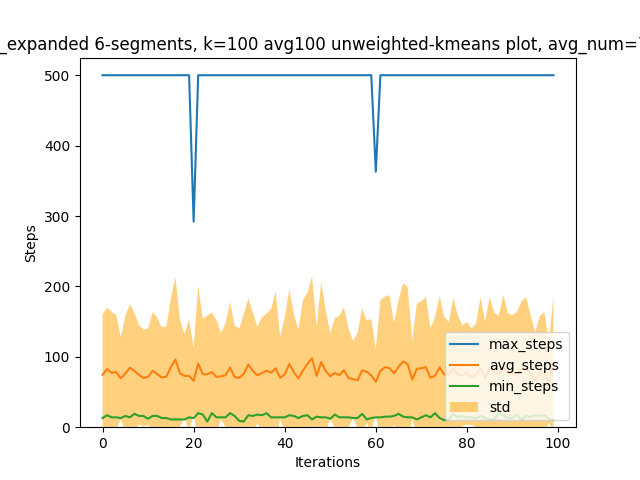 _expanded 6-segments, k=100 avg100 unweighted-kmeans plot, avg_num=
500
400
300
200
100
0
Steps
0
20
40
60
80
100
Iterations
max_steps
avg_steps
min_steps
std